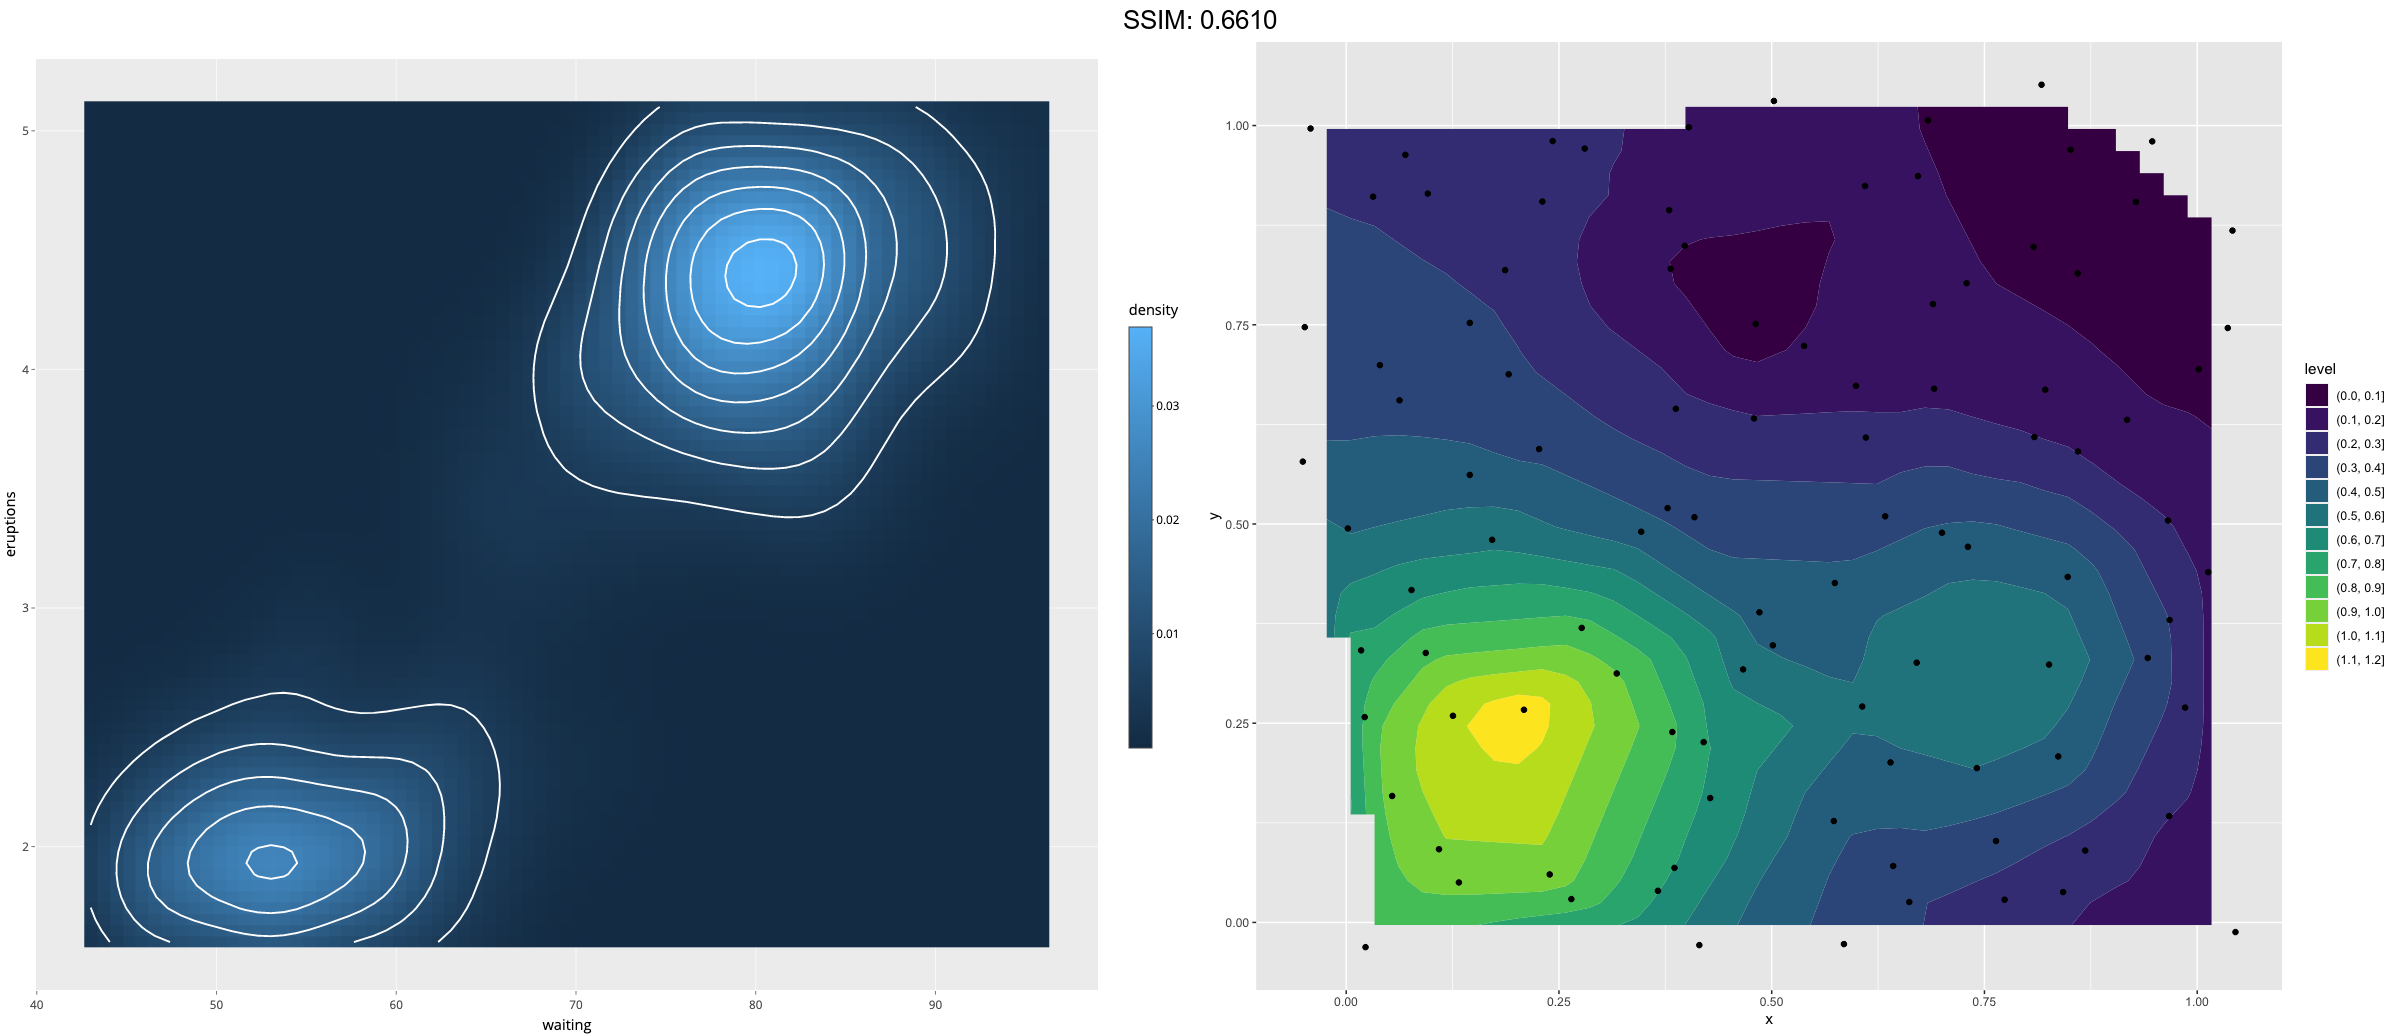 SSIM: 0.6610
5
4
3
2
eruptions
40 50 60 70 80 90
waiting
density
0.03
0.02
0.01
1.00
0.75
0.50
0.25
0.00
y
0.00 0.25 0.50 0.75 1.00
x
level
(0.0, 0.1]
(0.1, 0.2]
(0.2, 0.3]
(0.3, 0.4]
(0.4, 0.5]
(0.5, 0.6]
(0.6, 0.7]
(0.7, 0.8]
(0.8, 0.9]
(0.9, 1.0]
(1.0, 1.1]
(1.1, 1.2]